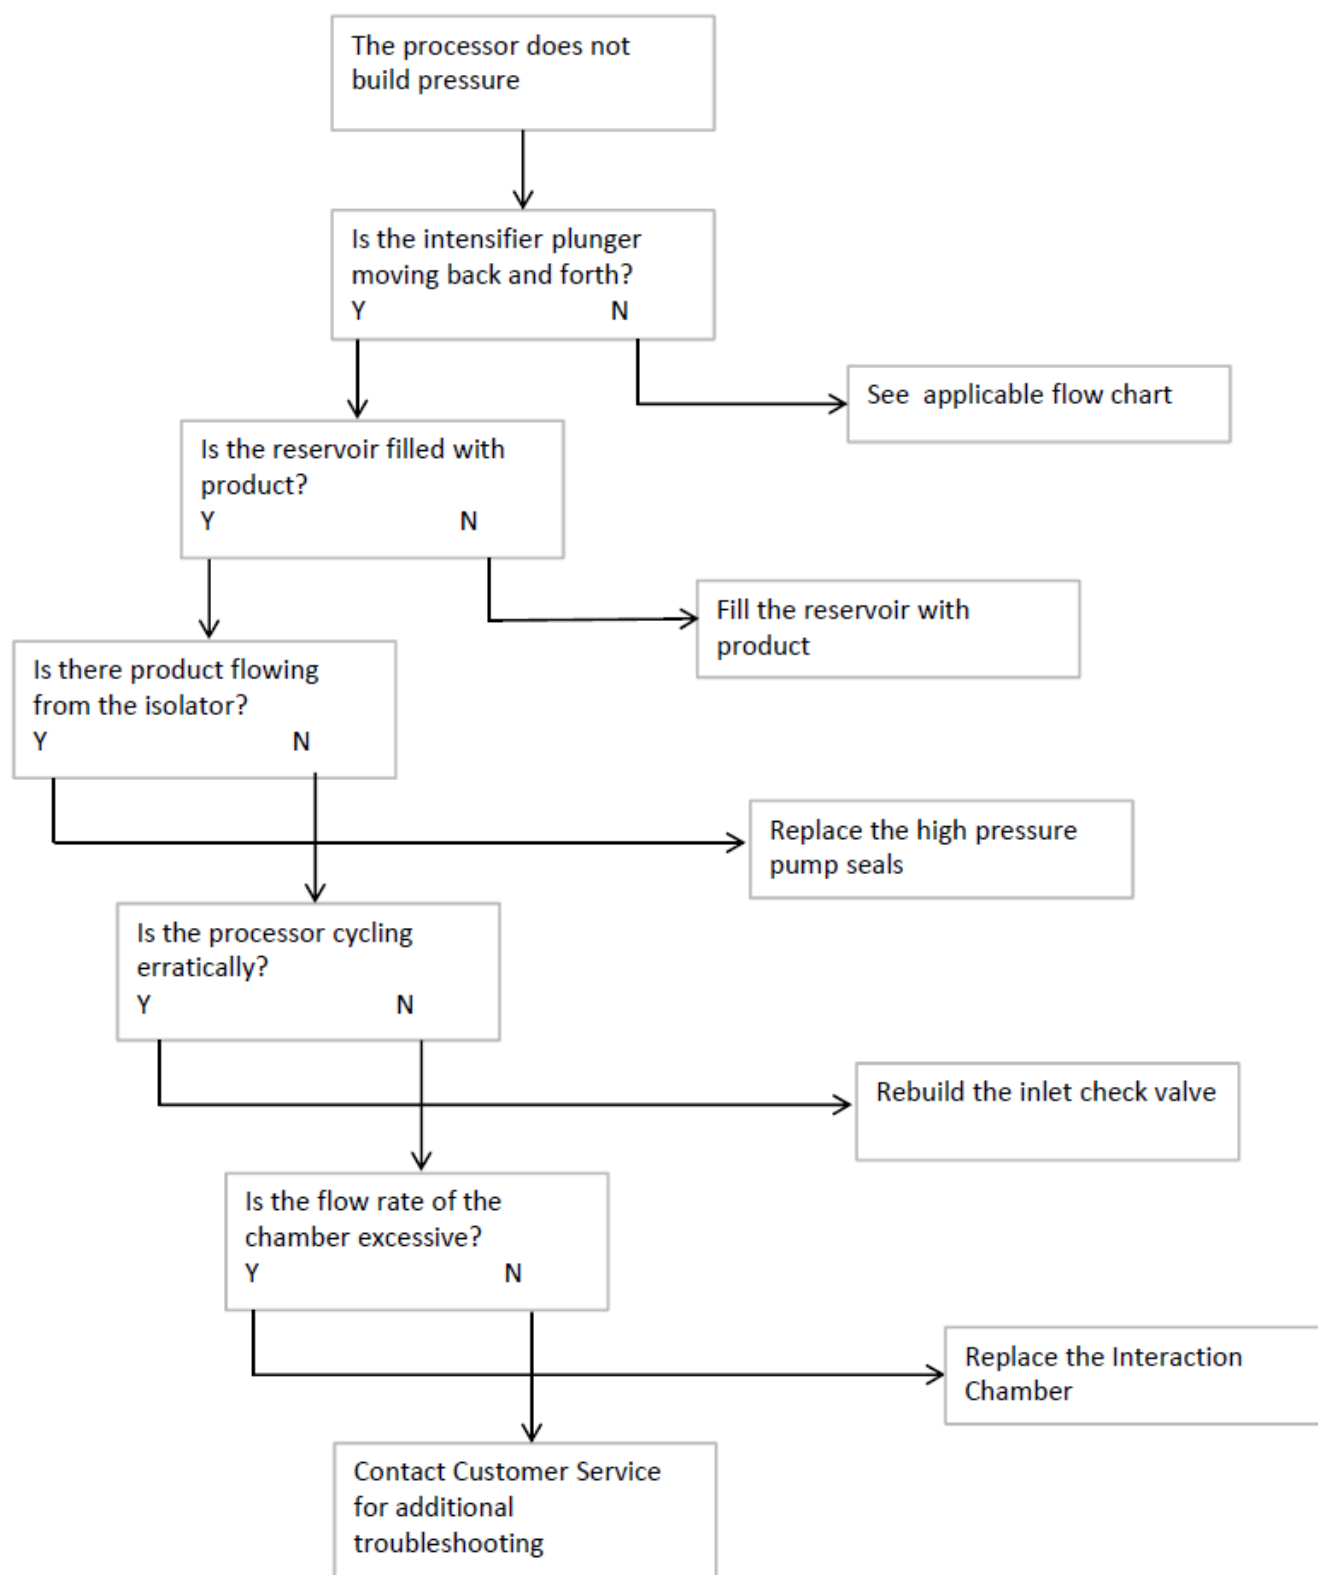 The processor does not
build pressure
Is the intensifier plunger
moving back and forth?
Y N
See applicable flow chart
Is the reservoir filled with
product?
Y N
Fill the reservoir with
product
Is there product flowing
from the isolator?
Y N
Replace the high pressure
pump seals
Is the processor cycling
erratically?
Y N
Rebuild the inlet check valve
Is the flow rate of the
chamber excessive?
Y N
Replace the Interaction
Chamber
Contact Customer Service
for additional
troubleshooting